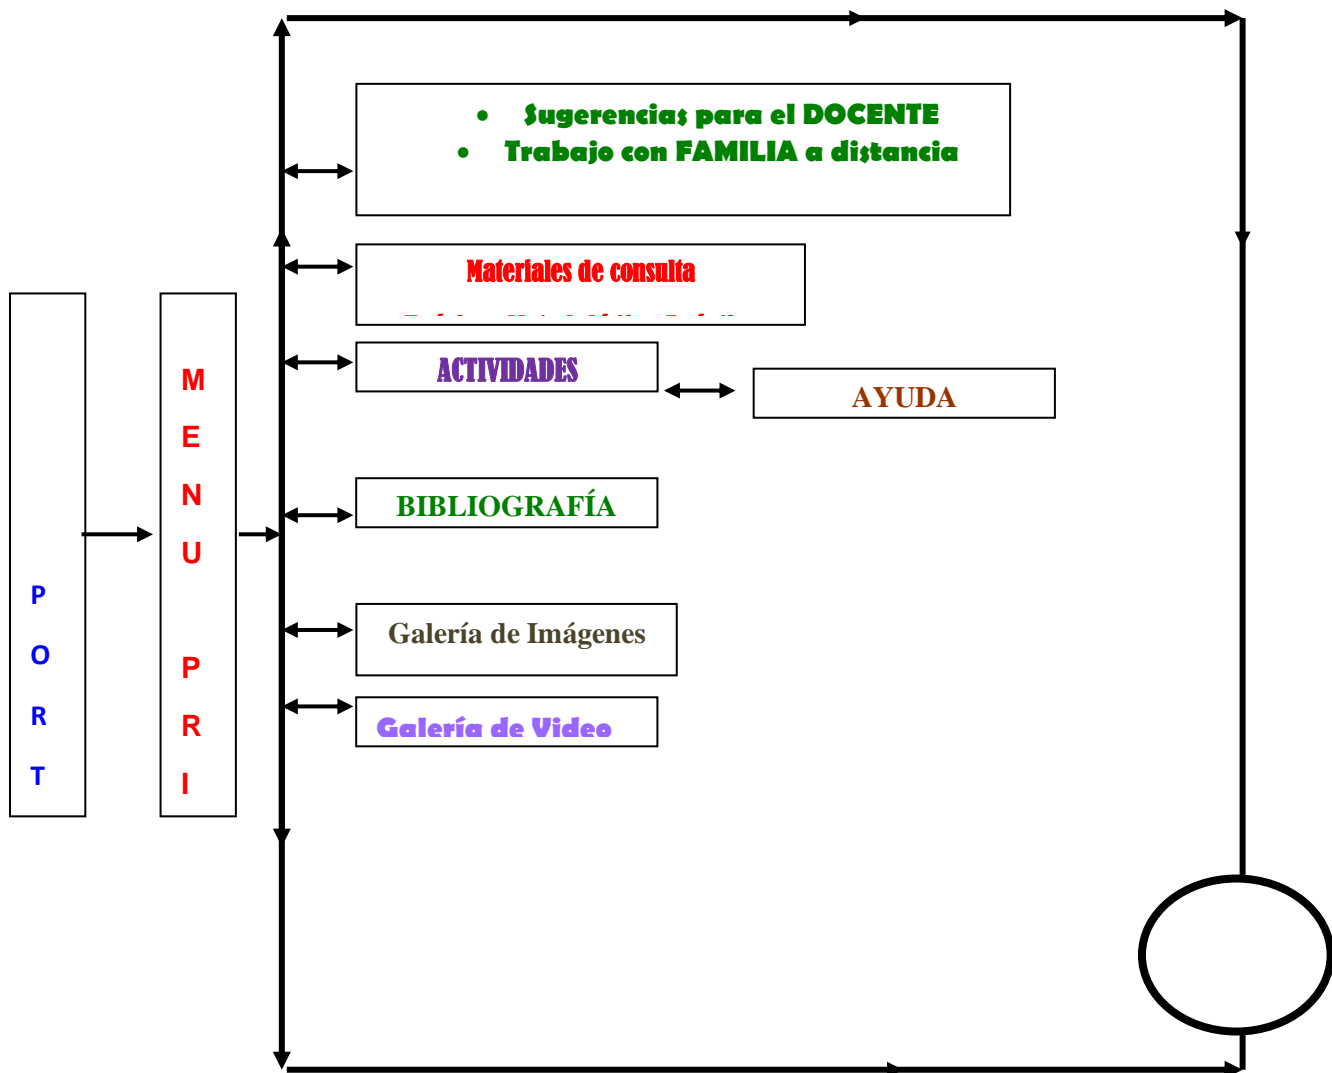 • Sugerencias para el DOCENTE
• Trabajo con FAMILIA a distancia
Materiales de consulta
ACTIVIDADES
AYUDA
BIBLIOGRAFÍA
Galería de Imágenes
Galería de Video
P
O
R
T
M
E
N
U
P
R
I